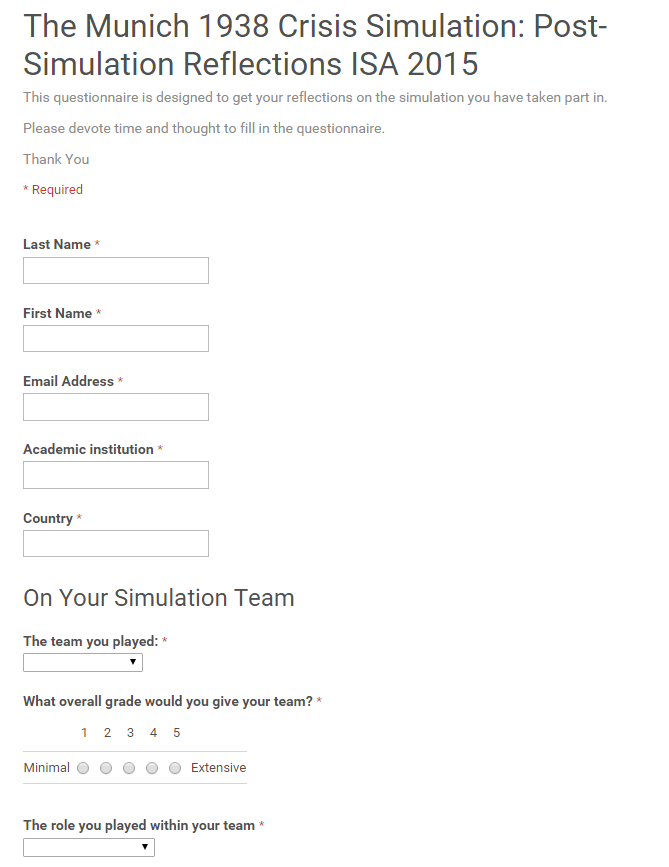 The Munich 1938 Crisis Simulation: Post-
Simulation Reflections ISA 2015
This questionnaire is designed to get your reflections on the simulation you have taken part in.
Please devote time and thought to fill in the questionnaire.
Thank You
* Required
Last Name *
First Name *
Email Address *
Academic institution *
Country *
On Your Simulation Team
The team you played: *
What overall grade would you give your team? *
1 2 3 4 5
Minimal Extensive
The role you played within your team *